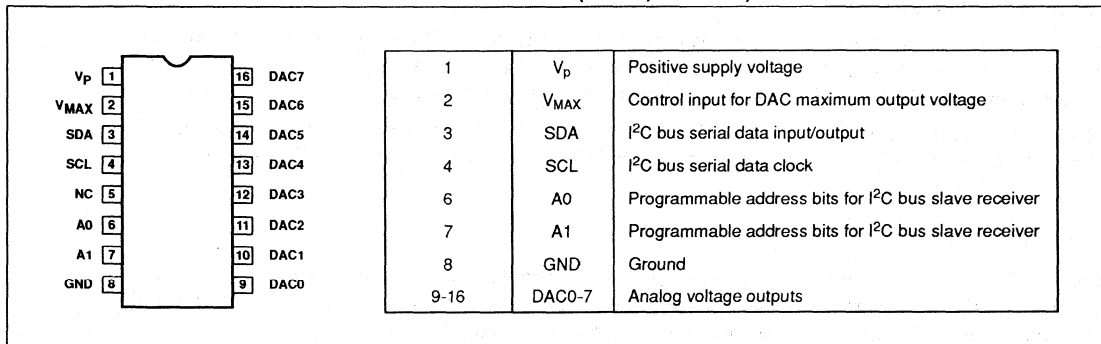 Vp 1 16 DAC7
VMAX 2 15 DAC6
SDA 3 14 DAC5
SCL 4 13 DAC4
NC 5 12 DAC3
A0 6 11 DAC2
A1 7 10 DAC1
GND 8 9 DAC0
1 Vp Positive supply voltage
2 VMAX Control input for DAC maximum output voltage
3 SDA I²C bus serial data input/output
4 SCL I²C bus serial data clock
6 A0 Programmable address bits for I²C bus slave receiver
7 A1 Programmable address bits for I²C bus slave receiver
8 GND Ground
9-16 DAC0-7 Analog voltage outputs